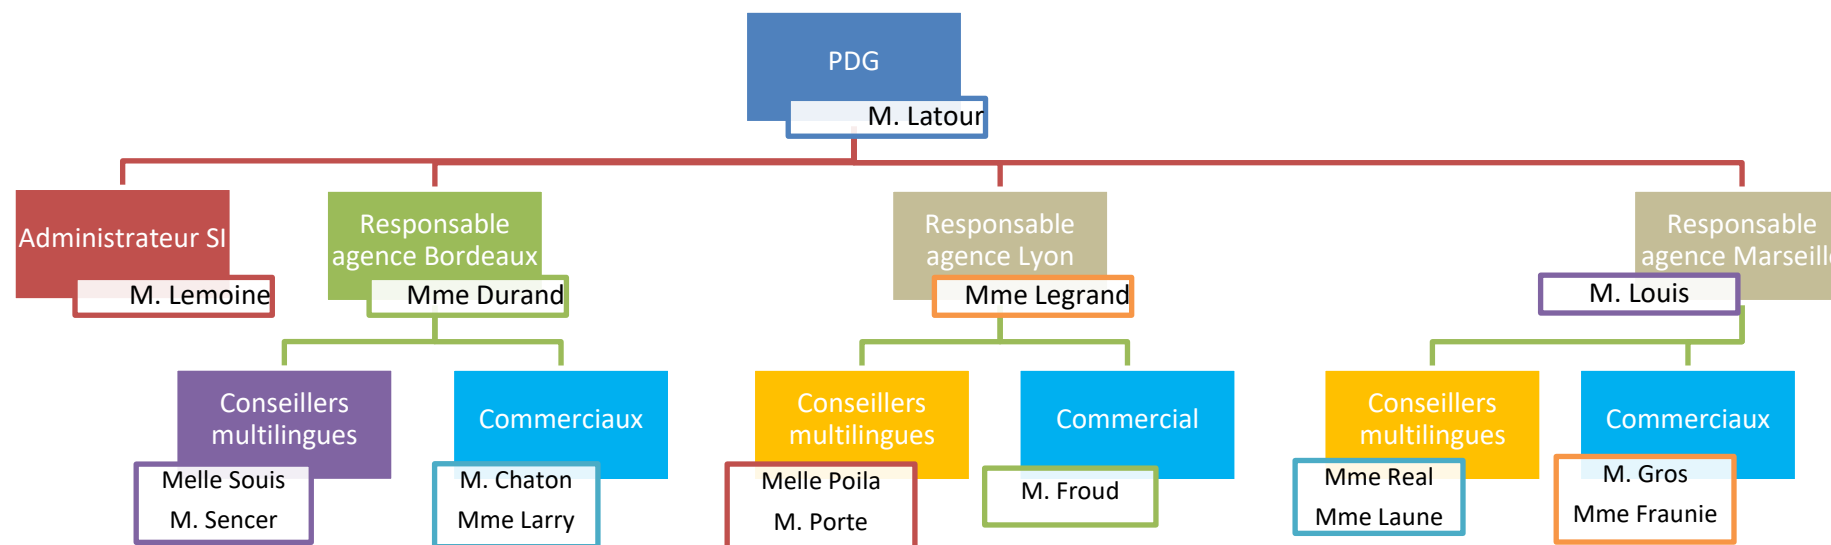 PDG
M. Latour
Administrateur SI
M. Lemoine
Responsable
agence Bordeaux
Mme Durand
Responsable
agence Lyon
Mme Legrand
Responsable
agence Marseille
M. Louis
Conseillers
multilingues
Melle Souis
M. Sencer
Commerciaux
M. Chaton
Mme Larry
Conseillers
multilingues
Melle Poila
M. Porte
Commercial
M. Froud
Conseillers
multilingues
Mme Real
Mme Laune
Commerciaux
M. Gros
Mme Fraunie